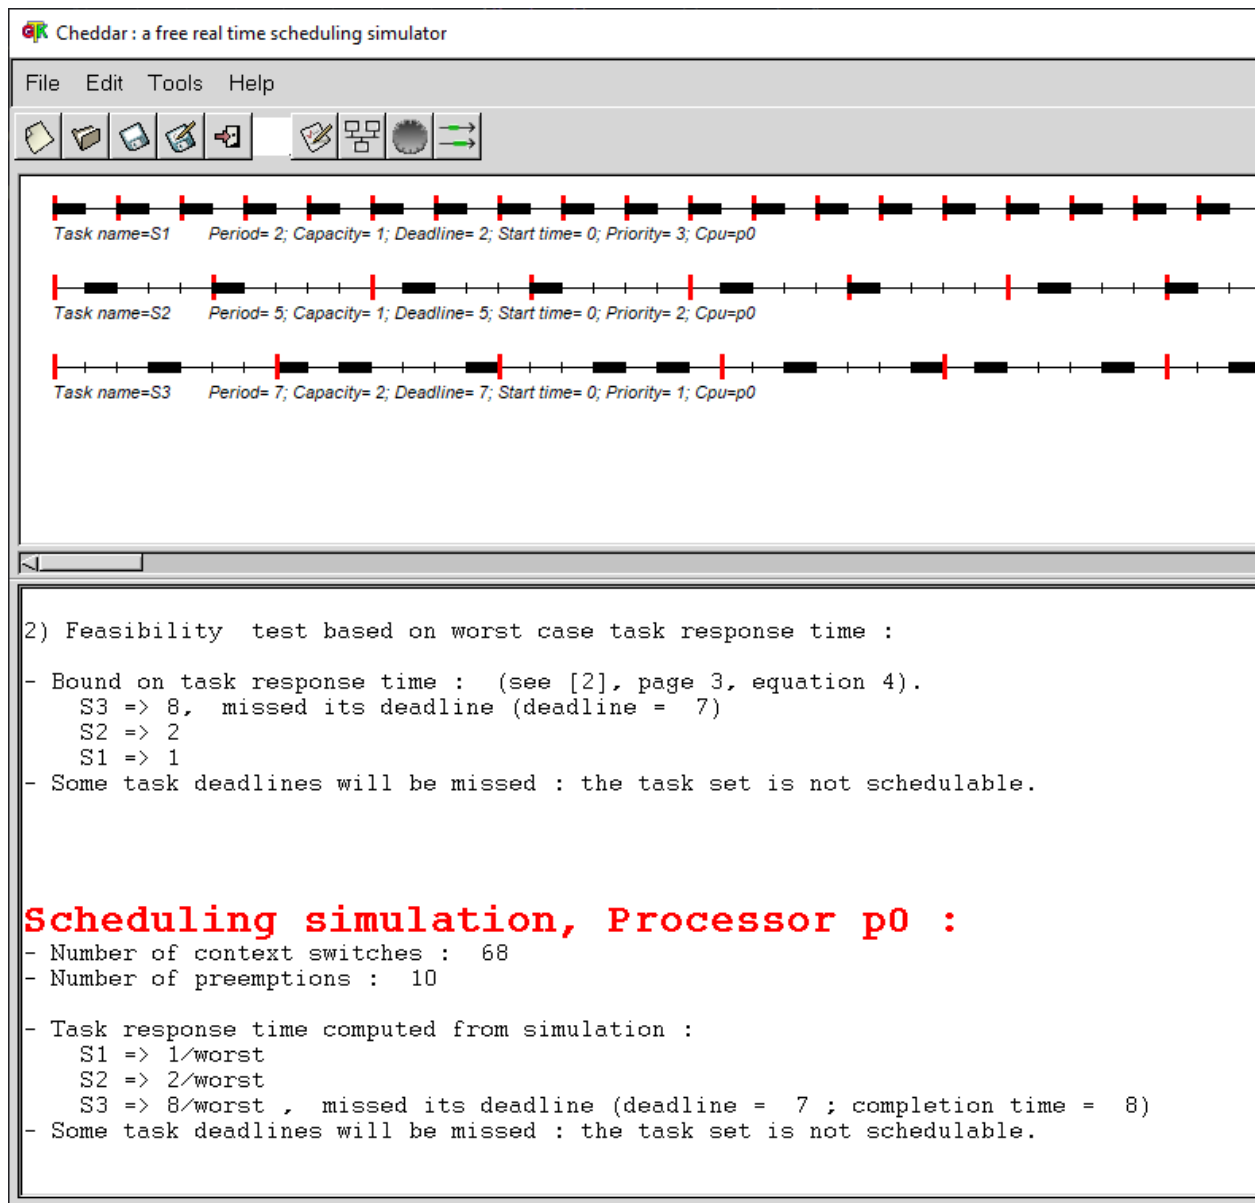 Cheddar : a free real time scheduling simulator
File Edit Tools Help
Task name=S1 Period= 2; Capacity= 1; Deadline= 2; Start time= 0; Priority= 3; Cpu=p0
Task name=S2 Period= 5; Capacity= 1; Deadline= 5; Start time= 0; Priority= 2; Cpu=p0
Task name=S3 Period= 7; Capacity= 2; Deadline= 7; Start time= 0; Priority= 1; Cpu=p0
2) Feasibility test based on worst case task response time :
- Bound on task response time : (see [2], page 3, equation 4).
S3 => 8, missed its deadline (deadline = 7)
S2 => 2
S1 => 1
- Some task deadlines will be missed : the task set is not schedulable.
Scheduling simulation, Processor p0 :
- Number of context switches : 68
- Number of preemptions : 10
- Task response time computed from simulation :
S1 => 1/worst
S2 => 2/worst
S3 => 8/worst , missed its deadline (deadline = 7 ; completion time = 8)
- Some task deadlines will be missed : the task set is not schedulable.